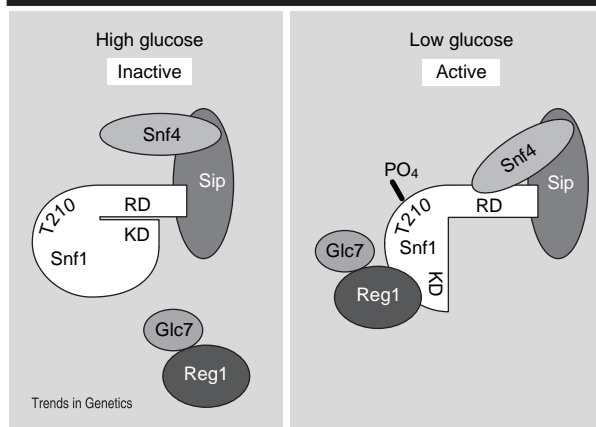 High glucose
Inactive
Snf4
Sip
RD
T210
KD
Snf1
Glc7
Reg1
Trends in Genetics
Low glucose
Active
Snf4
PO4
Sip
T210
RD
Snf1
Glc7
KD
Reg1